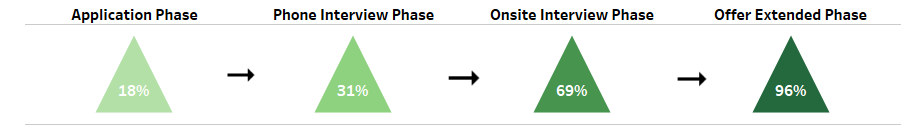 Application Phase
Phone Interview Phase
Onsite Interview Phase
Offer Extended Phase
18%
31%
69%
96%